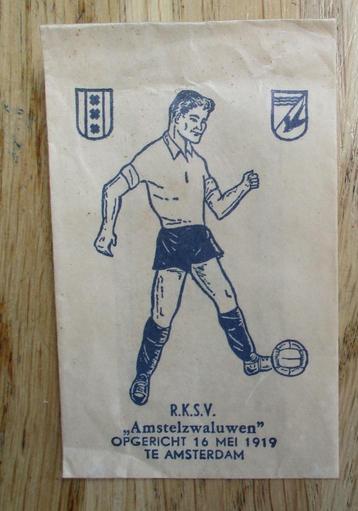 R.K.S.V.
„Amstelzwaluwen”
OPGERICHT 16 MEI 1919
TE AMSTERDAM